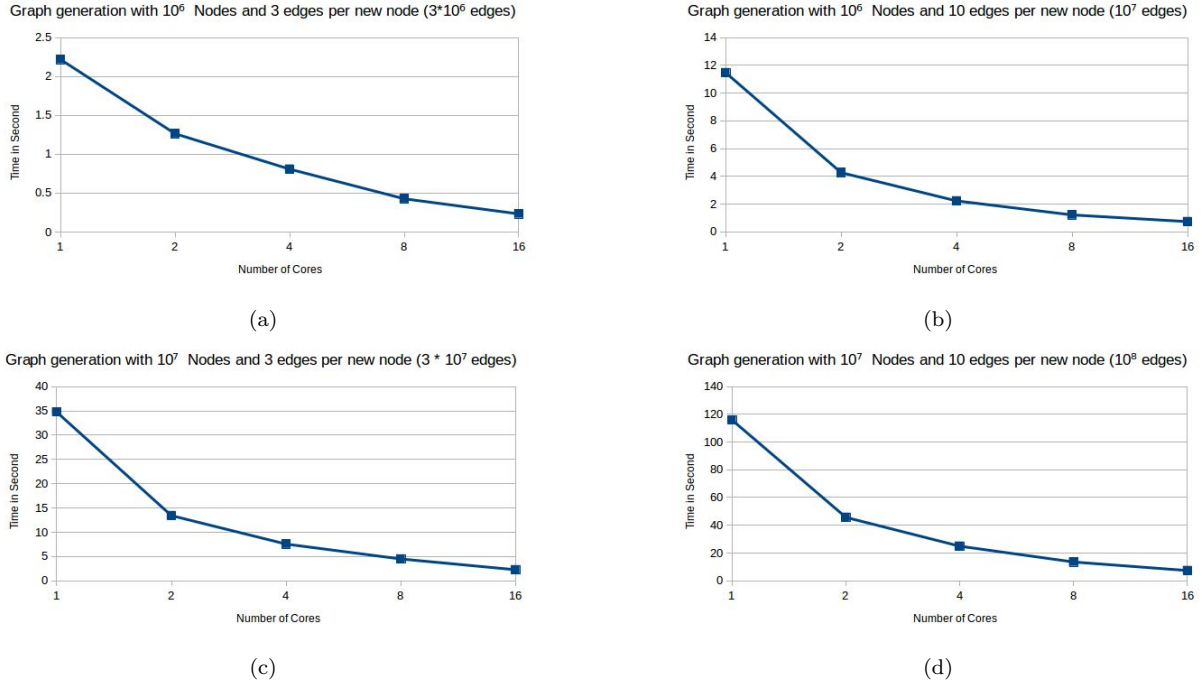 Graph generation with 10⁶ Nodes and 3 edges per new node (3*10⁶ edges)
2.5
2
1.5
1
0.5
0
Time in Second
1 2 4 8 16
Number of Cores
(a)
Graph generation with 10⁶ Nodes and 10 edges per new node (10⁷ edges)
14
12
10
8
6
4
2
0
Time in Second
1 2 4 8 16
Number of Cores
(b)
Graph generation with 10⁷ Nodes and 3 edges per new node (3 * 10⁷ edges)
40
35
30
25
20
15
10
5
0
Time in Second
1 2 4 8 16
Number of Cores
(c)
Graph generation with 10⁷ Nodes and 10 edges per new node (10⁸ edges)
140
120
100
80
60
40
20
0
Time in Second
1 2 4 8 16
Number of Cores
(d)